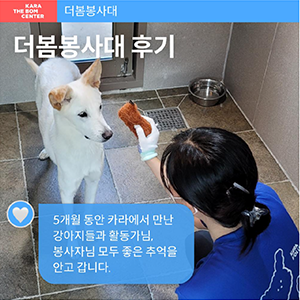 KARA
THE BOM
CENTER
더봄봉사대
더봄봉사대 후기
5개월 동안 카라에서 만난
강아지들과 활동가님,
봉사자님 모두 좋은 추억을
안고 갑니다.